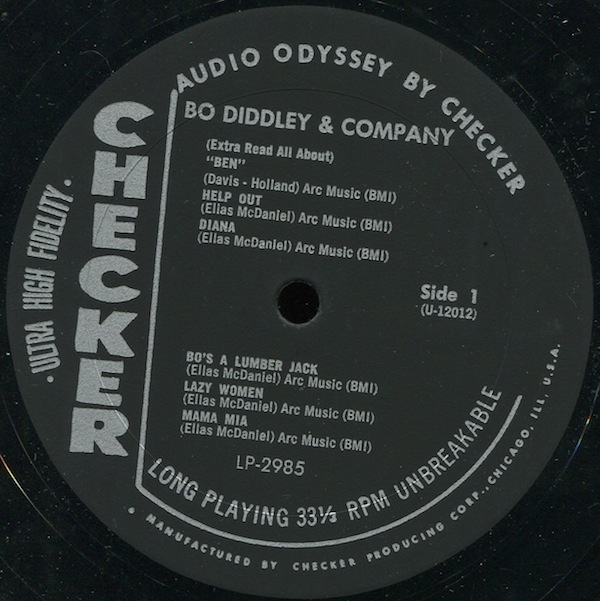 AUDIO ODYSSEY BY CHECKER
CHECKER
• ULTRA HIGH FIDELITY •
BO DIDDLEY & COMPANY
(Extra Read All About)
"BEN"
(Davis - Holland) Arc Music (BMI)
HELP OUT
(Ellas McDaniel) Arc Music (BMI)
DIANA
(Ellas McDaniel) Arc Music (BMI)
Side 1
(U-12012)
BO'S A LUMBER JACK
(Ellas McDaniel) Arc Music (BMI)
LAZY WOMEN
(Ellas McDaniel) Arc Music (BMI)
MAMA MIA
(Ellas McDaniel) Arc Music (BMI)
LP-2985
LONG PLAYING 33⅓ RPM UNBREAKABLE
• MANUFACTURED BY CHECKER PRODUCING CORP., CHICAGO, ILL, U.S.A.